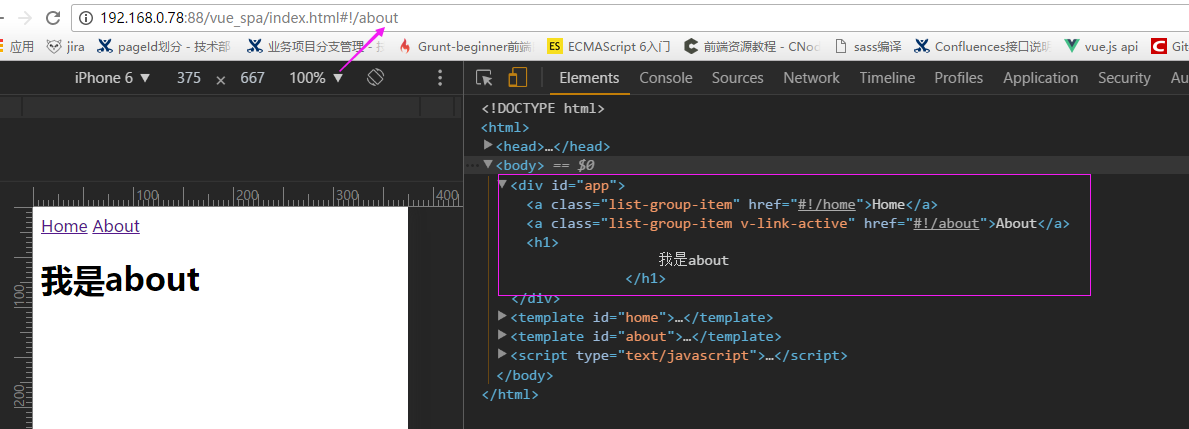 192.168.0.78:88/vue_spa/index.html#!/about
应用 jira pageId划分 - 技术部 业务项目分支管理 - 技 Grunt-beginner前端 ES ECMAScript 6入门 前端资源教程 - CNod sass编译 Confluences接口说明 vue.js api Git
iPhone 6 ▼ 375 × 667 100% ▼
Elements Console Sources Network Timeline Profiles Application Security Au
<!DOCTYPE html>
<html>
<head>…</head>
<body> == $0
<div id="app">
<a class="list-group-item" href="#!/home">Home</a>
<a class="list-group-item v-link-active" href="#!/about">About</a>
<h1>
我是about
</h1>
</div>
<template id="home">…</template>
<template id="about">…</template>
<script type="text/javascript">…</script>
</body>
</html>
100 200 300 400
Home About
我是about
100
200